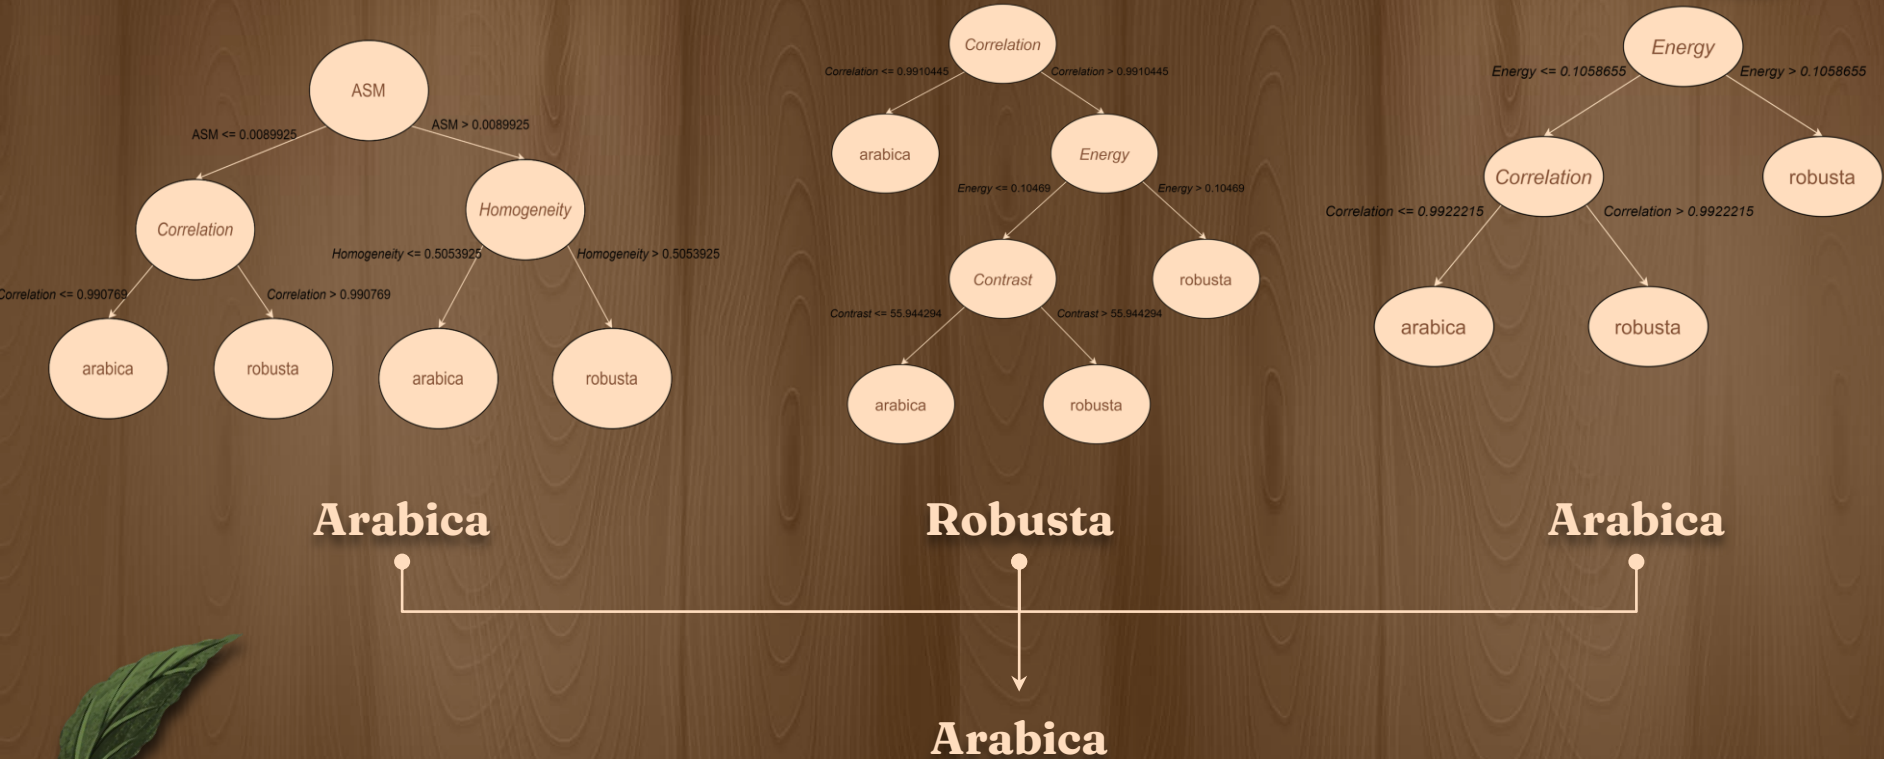 ASM
ASM <= 0.0089925
ASM > 0.0089925
Correlation
Homogeneity
Correlation <= 0.990769
Correlation > 0.990769
Homogeneity <= 0.5053925
Homogeneity > 0.5053925
arabica
robusta
arabica
robusta
Correlation
Correlation <= 0.9910445
Correlation > 0.9910445
arabica
Energy
Energy <= 0.10469
Energy > 0.10469
Contrast
robusta
Contrast <= 55.944294
Contrast > 55.944294
arabica
robusta
Energy
Energy <= 0.1058655
Energy > 0.1058655
Correlation
robusta
Correlation <= 0.9922215
Correlation > 0.9922215
arabica
robusta
Arabica
Robusta
Arabica
Arabica